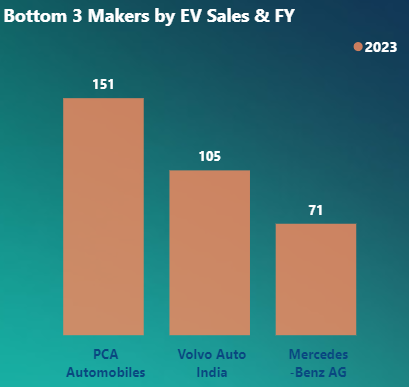 Bottom 3 Makers by EV Sales & FY
2023
151
105
71
PCA
Automobiles
Volvo Auto
India
Mercedes
-Benz AG